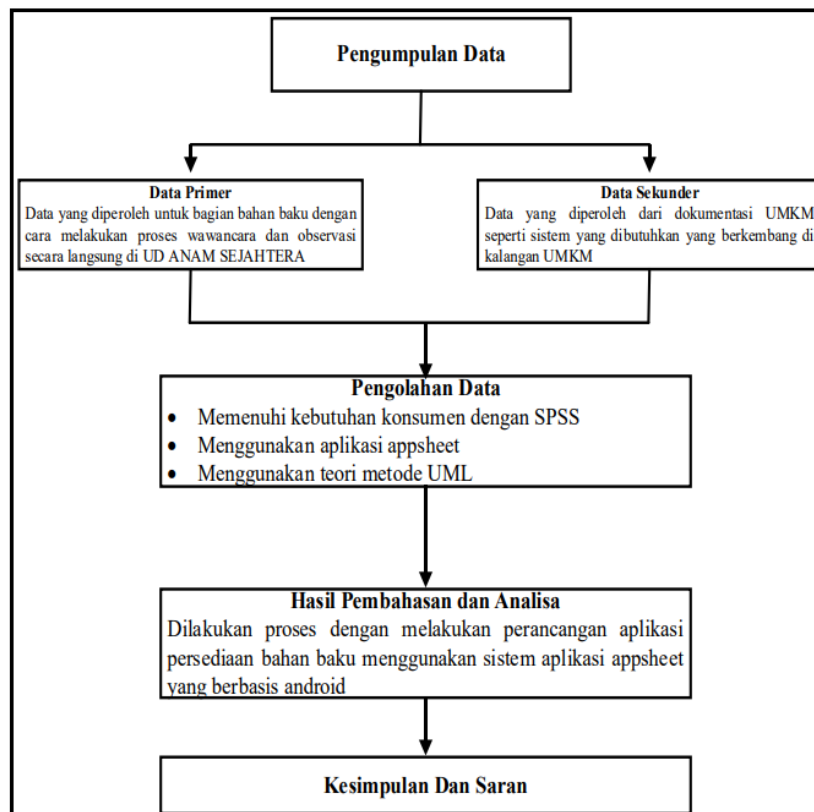 Pengumpulan Data
Data Primer
Data yang diperoleh untuk bagian bahan baku dengan
cara melakukan proses wawancara dan observasi
secara langsung di UD ANAM SEJAHTERA
Data Sekunder
Data yang diperoleh dari dokumentasi UMKM
seperti sistem yang dibutuhkan yang berkembang di
kalangan UMKM
Pengolahan Data
• Memenuhi kebutuhan konsumen dengan SPSS
• Menggunakan aplikasi appsheet
• Menggunakan teori metode UML
Hasil Pembahasan dan Analisa
Dilakukan proses dengan melakukan perancangan aplikasi
persediaan bahan baku menggunakan sistem aplikasi appsheet
yang berbasis android
Kesimpulan Dan Saran